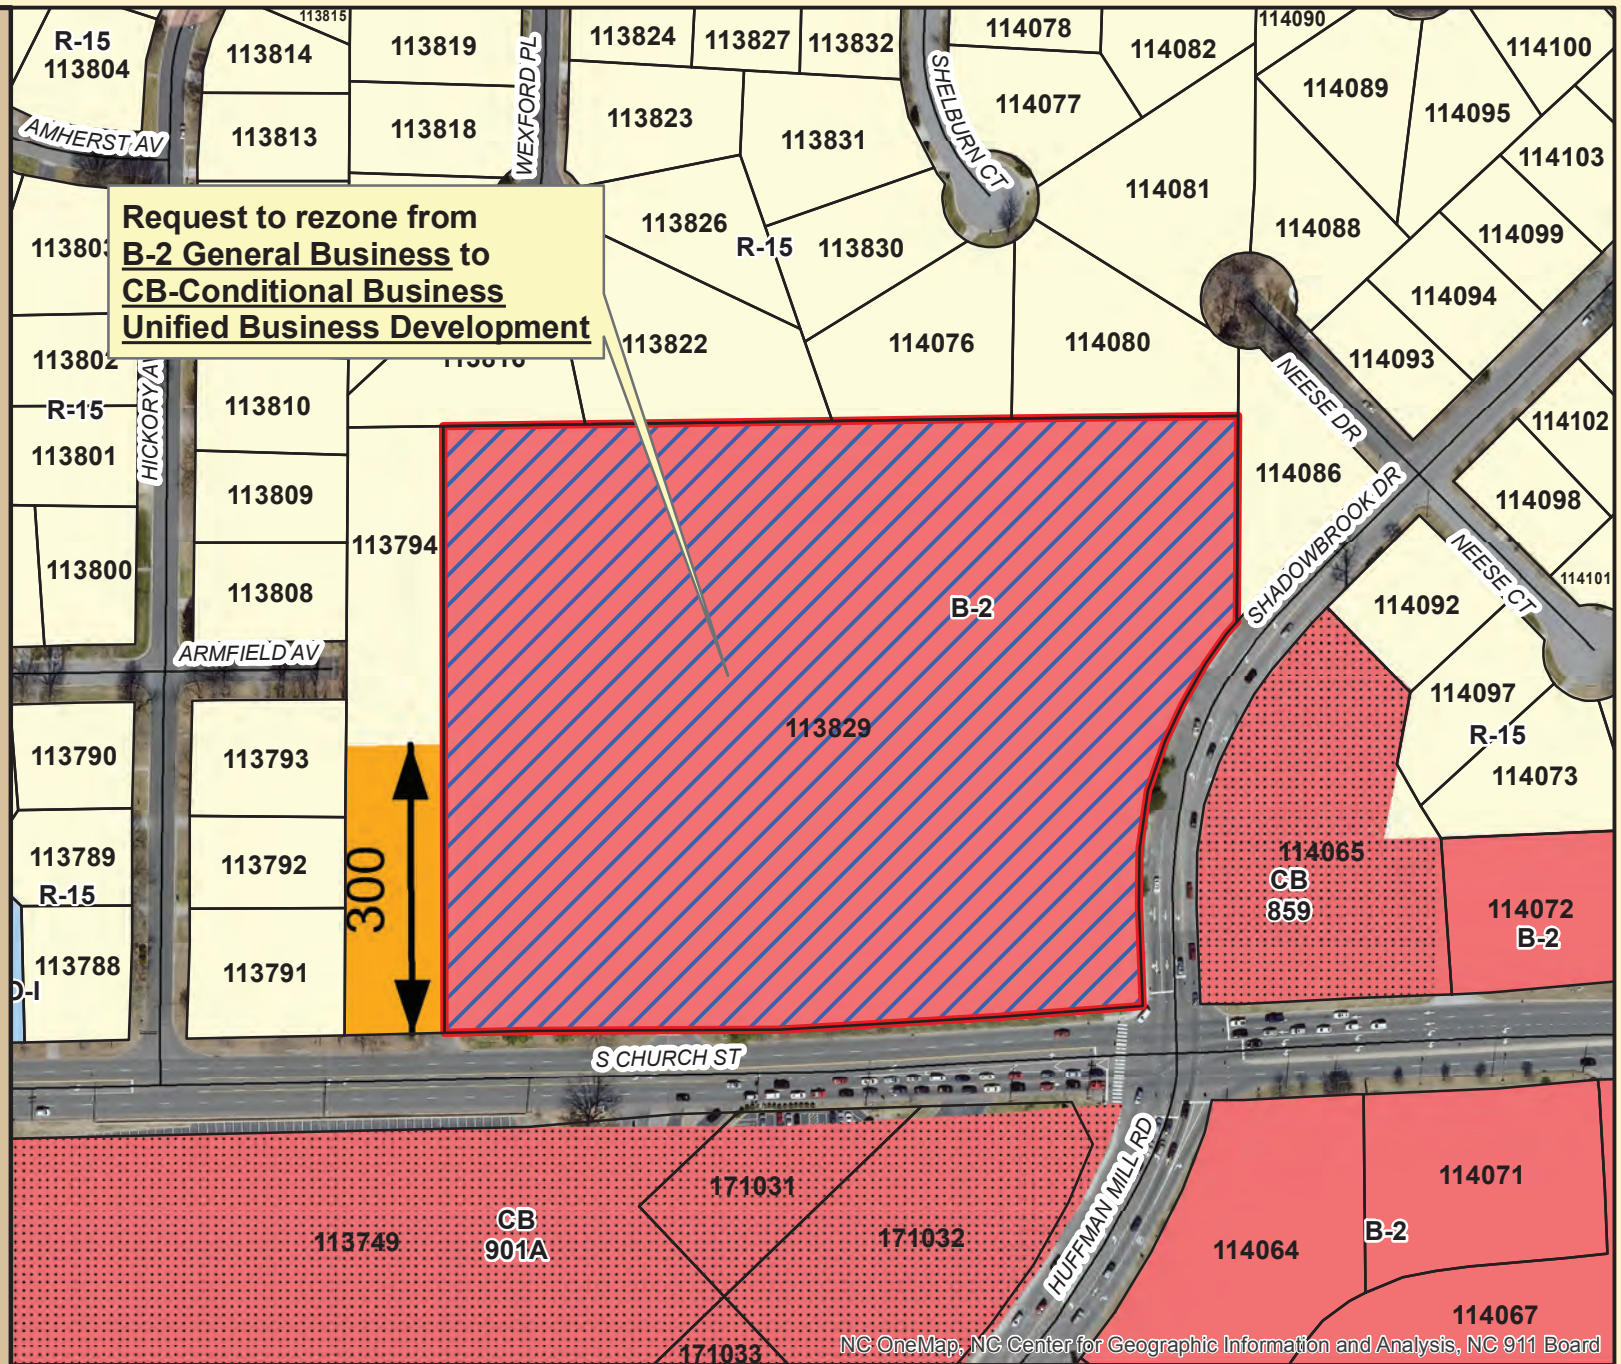 R-15
113804
113815
113814
113819
113824
113827
113832
114078
114082
114090
114089
114100
AMHERST AV
113813
113818
WEXFORD PL
113823
113831
SHELBURN CT
114077
114095
114103
Request to rezone from
B-2 General Business to
CB-Conditional Business
Unified Business Development
113826
R-15
113830
114081
114088
114099
114094
113802
113822
114076
114080
114093
HICKORY AV
R-15
113801
113810
113809
NEESE DR
114102
114086
114098
113794
113800
113808
SHADOWBROOK DR
NEESE CT
114101
B-2
114092
ARMFIELD AV
114097
R-15
114073
113829
113790
113793
113789
R-15
113792
300
114065
CB
859
114072
B-2
113788
113791
S CHURCH ST
HUFFMAN MILL RD
171031
171032
113749
CB
901A
114071
B-2
114064
114067
171033
NC OneMap, NC Center for Geographic Information and Analysis, NC 911 Board